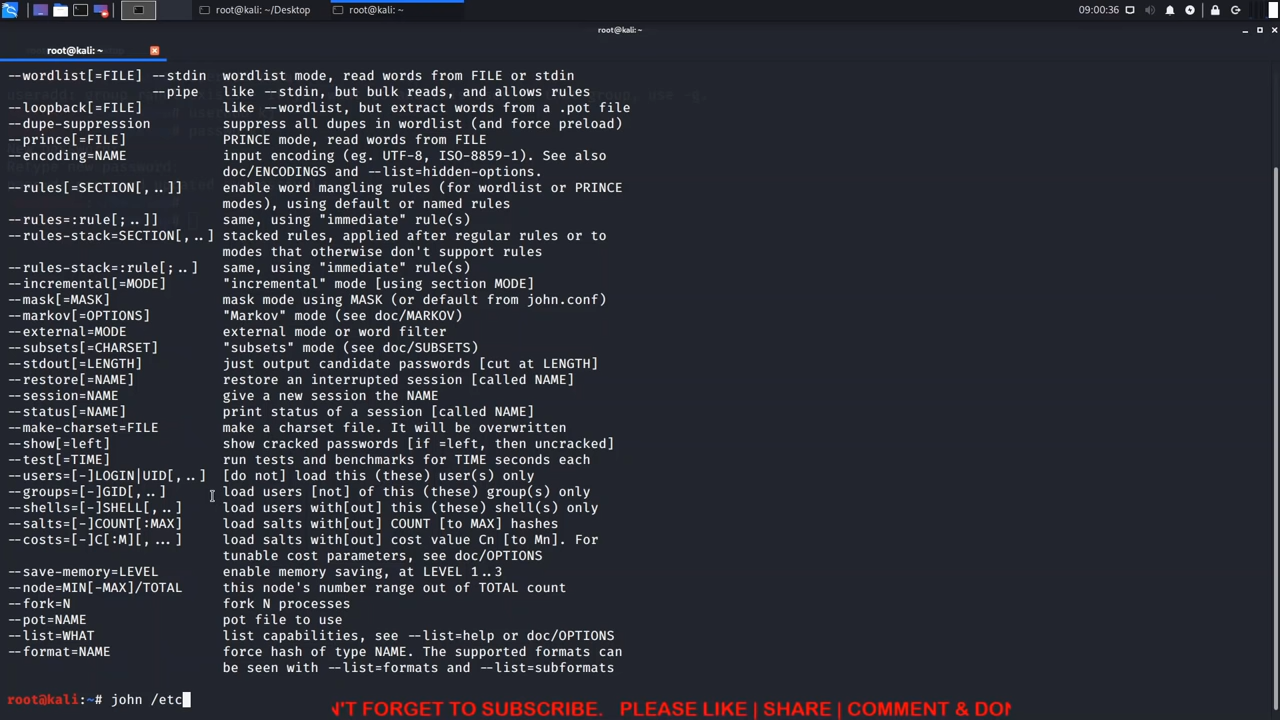 root@kali: ~/Desktop
root@kali: ~
09:00:36
root@kali: ~
root@kali: ~
--wordlist[=FILE] --stdin  wordlist mode, read words from FILE or stdin
--pipe  like --stdin, but bulk reads, and allows rules
--loopback[=FILE]          like --wordlist, but extract words from a .pot file
--dupe-suppression         suppress all dupes in wordlist (and force preload)
--prince[=FILE]            PRINCE mode, read words from FILE
--encoding=NAME            input encoding (eg. UTF-8, ISO-8859-1). See also
doc/ENCODINGS and --list=hidden-options.
--rules[=SECTION[,..]]     enable word mangling rules (for wordlist or PRINCE
modes), using default or named rules
--rules=:rule[;..]]        same, using "immediate" rule(s)
--rules-stack=SECTION[,..] stacked rules, applied after regular rules or to
modes that otherwise don't support rules
--rules-stack=:rule[;..]   same, using "immediate" rule(s)
--incremental[=MODE]       "incremental" mode [using section MODE]
--mask[=MASK]              mask mode using MASK (or default from john.conf)
--markov[=OPTIONS]         "Markov" mode (see doc/MARKOV)
--external=MODE            external mode or word filter
--subsets[=CHARSET]        "subsets" mode (see doc/SUBSETS)
--stdout[=LENGTH]          just output candidate passwords [cut at LENGTH]
--restore[=NAME]           restore an interrupted session [called NAME]
--session=NAME             give a new session the NAME
--status[=NAME]            print status of a session [called NAME]
--make-charset=FILE        make a charset file. It will be overwritten
--show[=left]              show cracked passwords [if =left, then uncracked]
--test[=TIME]              run tests and benchmarks for TIME seconds each
--users=[-]LOGIN|UID[,..]  [do not] load this (these) user(s) only
--groups=[-]GID[,..]       load users [not] of this (these) group(s) only
--shells=[-]SHELL[,..]     load users with[out] this (these) shell(s) only
--salts=[-]COUNT[:MAX]     load salts with[out] COUNT [to MAX] hashes
--costs=[-]C[:M][,...]     load salts with[out] cost value Cn [to Mn]. For
tunable cost parameters, see doc/OPTIONS
--save-memory=LEVEL        enable memory saving, at LEVEL 1..3
--node=MIN[-MAX]/TOTAL     this node's number range out of TOTAL count
--fork=N                   fork N processes
--pot=NAME                 pot file to use
--list=WHAT                list capabilities, see --list=help or doc/OPTIONS
--format=NAME              force hash of type NAME. The supported formats can
be seen with --list=formats and --list=subformats
root@kali:~# john /etc
'T FORGET TO SUBSCRIBE.   PLEASE LIKE | SHARE | COMMENT & DON